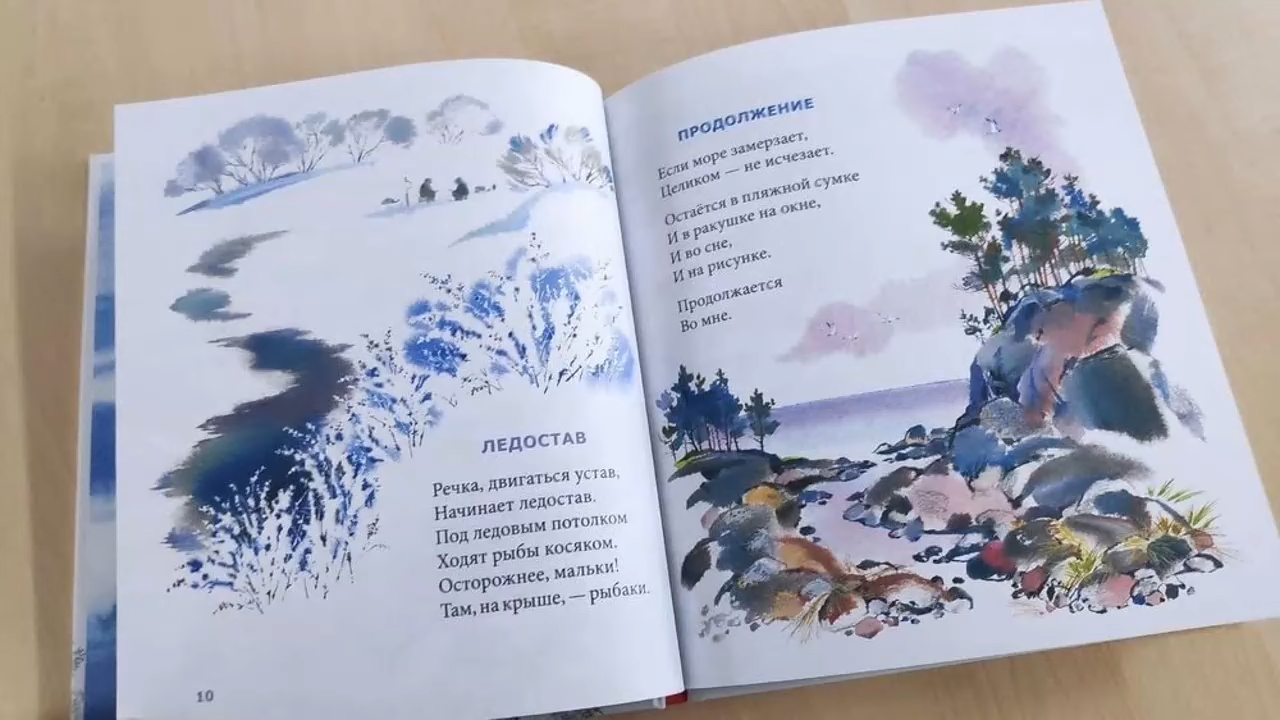 ЛЕДОСТАВ
Речка, двигаться устав,
Начинает ледостав.
Под ледовым потолком
Ходят рыбы косяком.
Осторожнее, мальки!
Там, на крыше, — рыбаки.
10
ПРОДОЛЖЕНИЕ
Если море замерзает,
Целиком — не исчезает.
Остаётся в пляжной сумке
И в ракушке на окне,
И во сне,
И на рисунке.
Продолжается
Во мне.